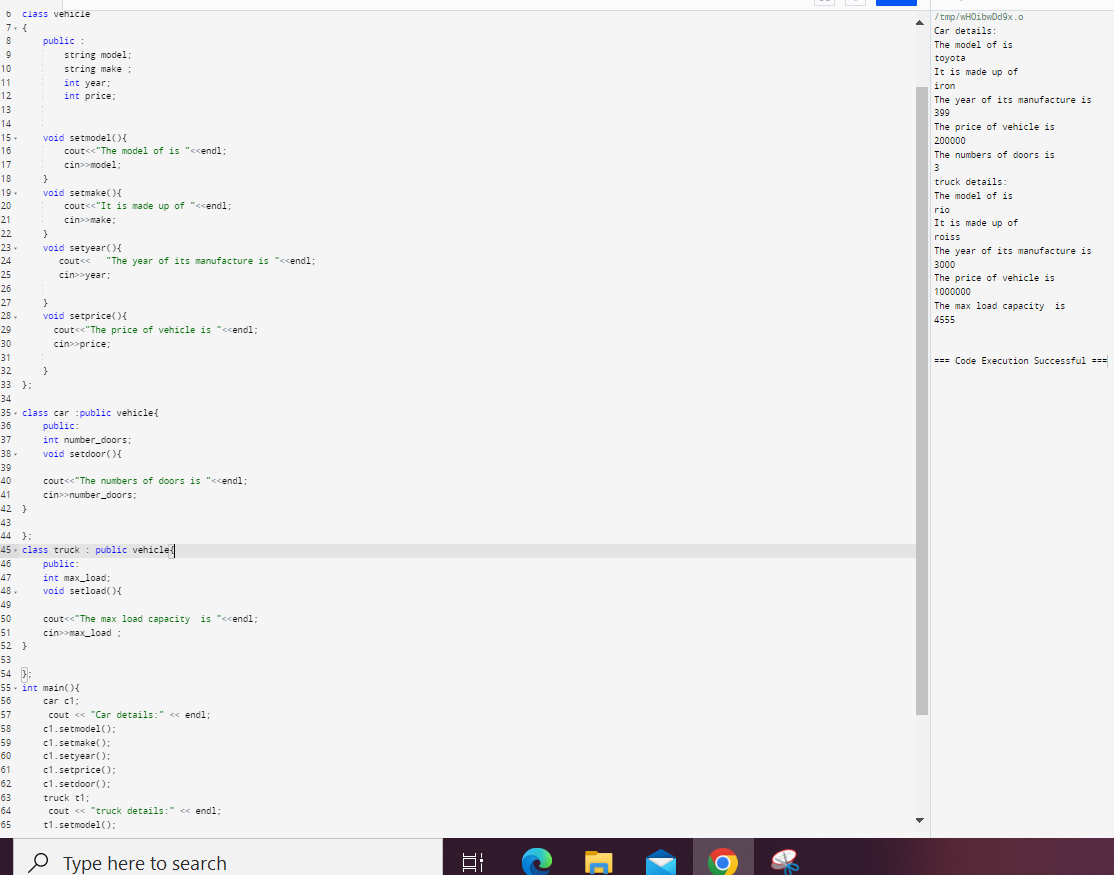 6 class vehicle
7 {
8 public :
9 string model;
10 string make ;
11 int year;
12 int price;
13
14
15 void setmodel(){
16 cout<<"The model of is "<<endl;
17 cin>>model;
18 }
19 void setmake(){
20 cout<<"It is made up of "<<endl;
21 cin>>make;
22 }
23 void setyear(){
24 cout<< "The year of its manufacture is "<<endl;
25 cin>>year;
26
27 }
28 void setprice(){
29 cout<<"The price of vehicle is "<<endl;
30 cin>>price;
31
32 }
33 };
34
35 class car :public vehicle{
36 public:
37 int number_doors;
38 void setdoor(){
39
40 cout<<"The numbers of doors is "<<endl;
41 cin>>number_doors;
42 }
43
44 };
45 class truck : public vehicle{
46 public:
47 int max_load;
48 void setload(){
49
50 cout<<"The max load capacity  is "<<endl;
51 cin>>max_load ;
52 }
53
54 };
55 int main(){
56 car c1;
57 cout << "Car details:" << endl;
58 c1.setmodel();
59 c1.setmake();
60 c1.setyear();
61 c1.setprice();
62 c1.setdoor();
63 truck t1;
64 cout << "truck details:" << endl;
65 t1.setmodel();
/tmp/wHOibwDd9x.o
Car details:
The model of is
toyota
It is made up of
iron
The year of its manufacture is
399
The price of vehicle is
200000
The numbers of doors is
3
truck details:
The model of is
rio
It is made up of
roiss
The year of its manufacture is
3000
The price of vehicle is
1000000
The max load capacity  is
4555
=== Code Execution Successful ===
Type here to search